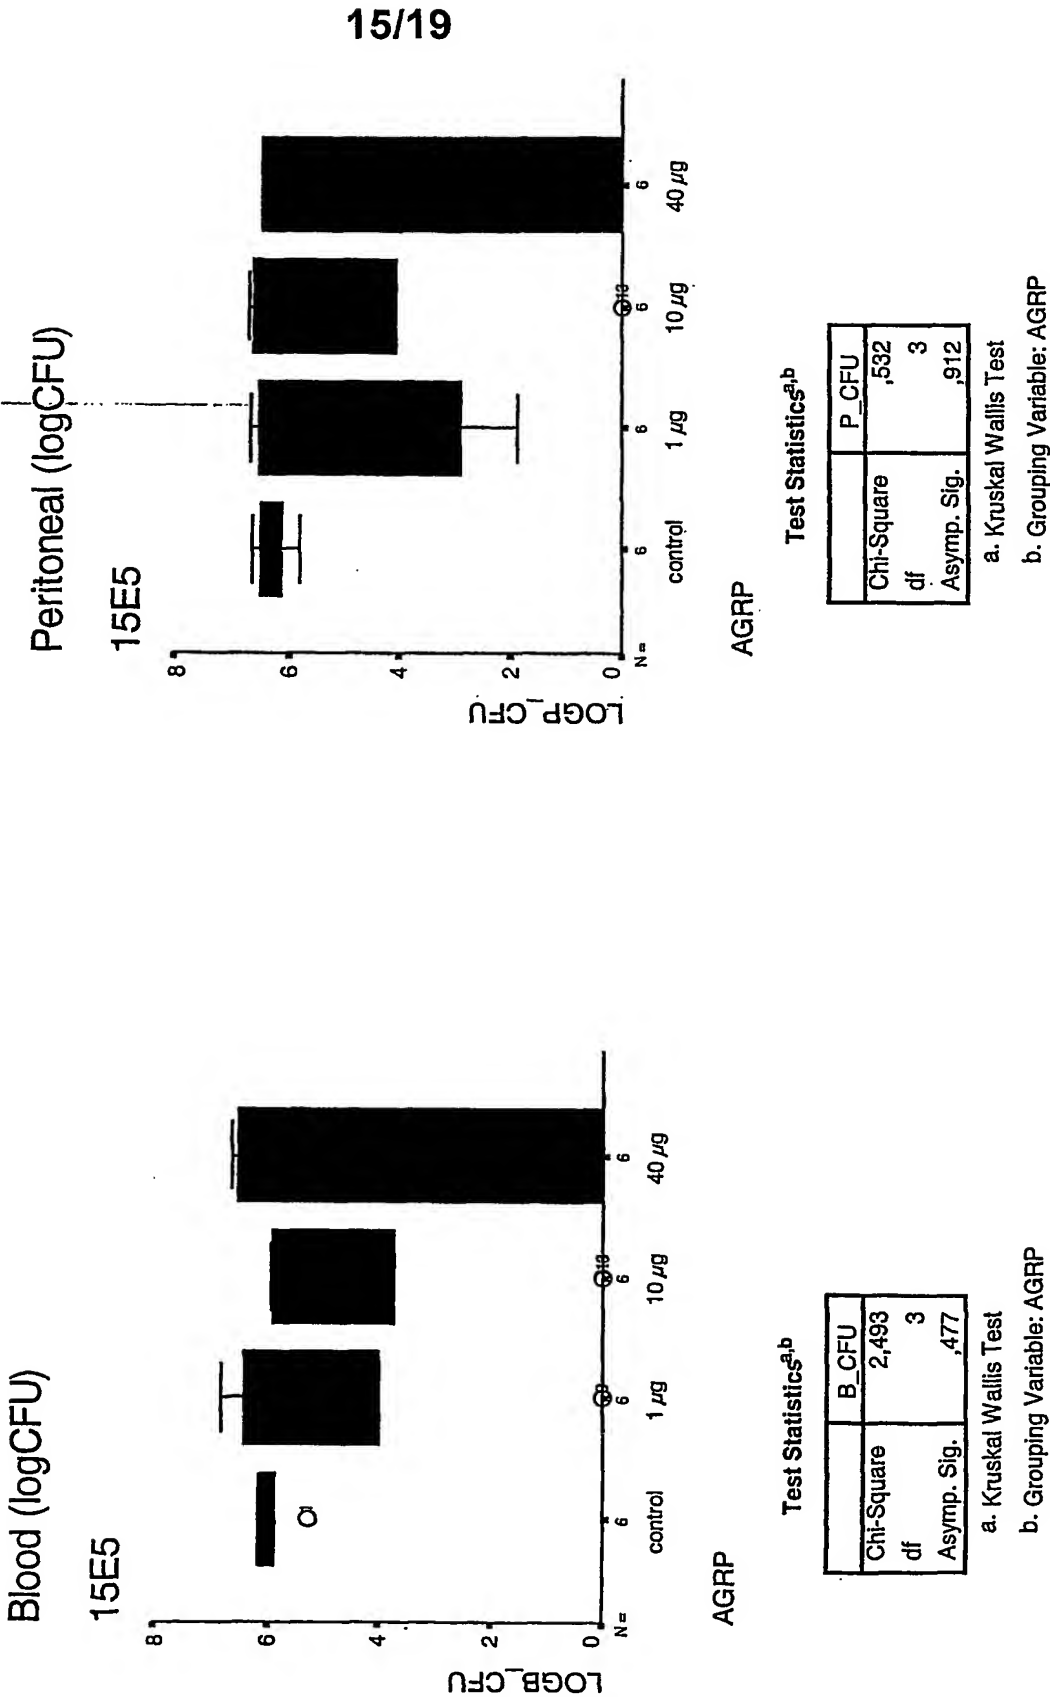 15/19
Blood (logCFU)
15E5
LOGB_CFU
8
6
4
2
0
N =
6
6
6
6
control
1 µg
10 µg
40 µg
AGRP
Test Statistics a,b
B_CFU
Chi-Square 2,493
df 3
Asymp. Sig. ,477
a. Kruskal Wallis Test
b. Grouping Variable: AGRP
Peritoneal (logCFU)
15E5
LOGP_CFU
8
6
4
2
0
N =
6
6
6
6
control
1 µg
10 µg
40 µg
AGRP
Test Statistics a,b
P_CFU
Chi-Square ,532
df 3
Asymp. Sig. ,912
a. Kruskal Wallis Test
b. Grouping Variable: AGRP